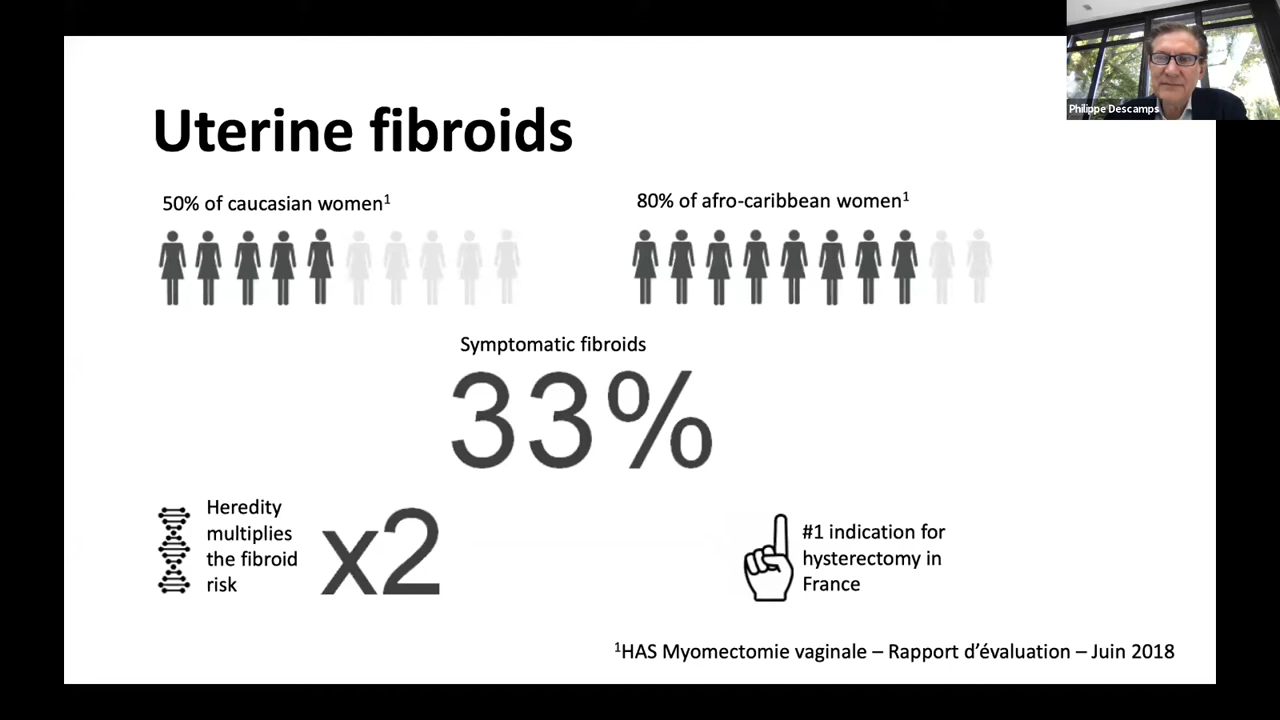 Philippe Descamps
Uterine fibroids
50% of caucasian women¹
80% of afro-caribbean women¹
Symptomatic fibroids
33%
Heredity
multiplies
the fibroid
risk
x2
#1 indication for
hysterectomy in
France
¹HAS Myomectomie vaginale – Rapport d’évaluation – Juin 2018